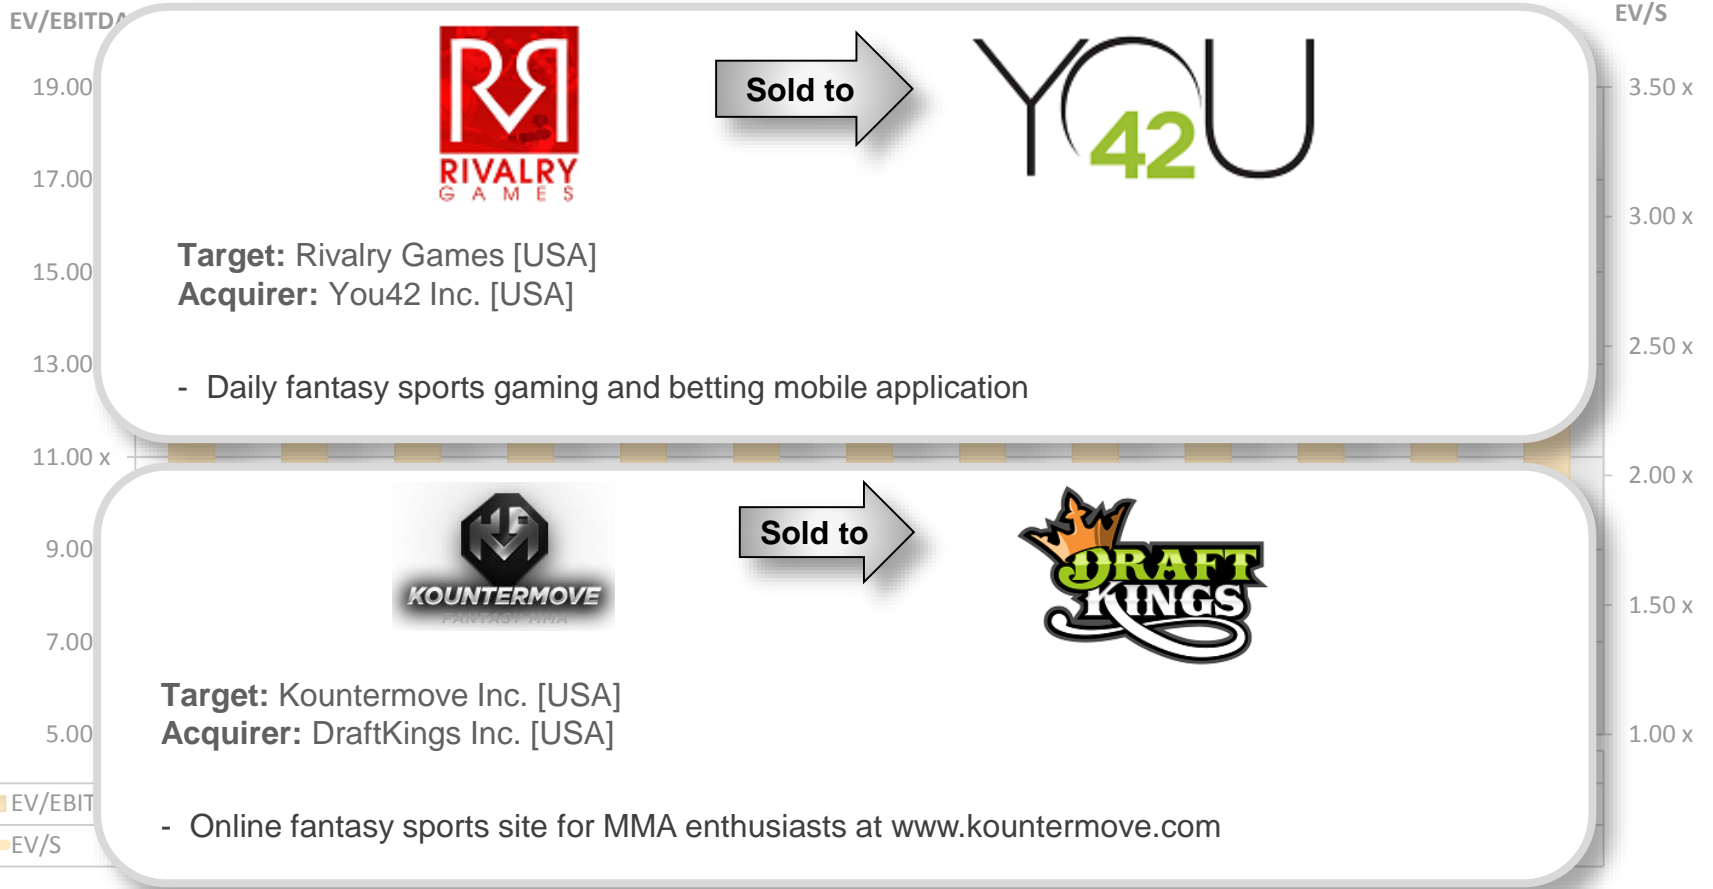 EV/EBITDA
EV/S
19.00
3.50 x
17.00
3.00 x
15.00
13.00
2.50 x
11.00 x
2.00 x
9.00
1.50 x
7.00
5.00
1.00 x
EV/EBIT
EV/S
RR
RIVALRY
GAMES
Sold to
YOU
42
Target: Rivalry Games [USA]
Acquirer: You42 Inc. [USA]
- Daily fantasy sports gaming and betting mobile application
KOUNTERMOVE
FANTASY MMA
Sold to
DRAFT
KINGS
Target: Kountermove Inc. [USA]
Acquirer: DraftKings Inc. [USA]
- Online fantasy sports site for MMA enthusiasts at www.kountermove.com